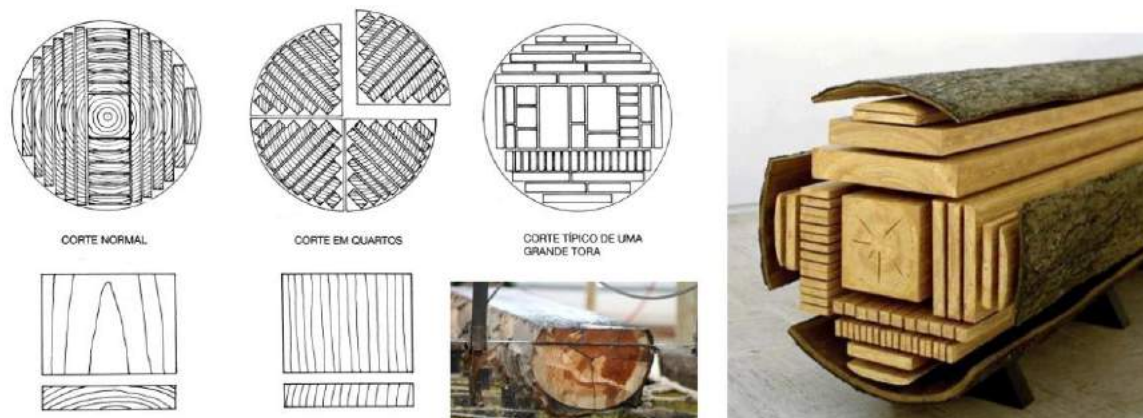 CORTE NORMAL
CORTE EM QUARTOS
CORTE TÍPICO DE UMA
GRANDE TORA